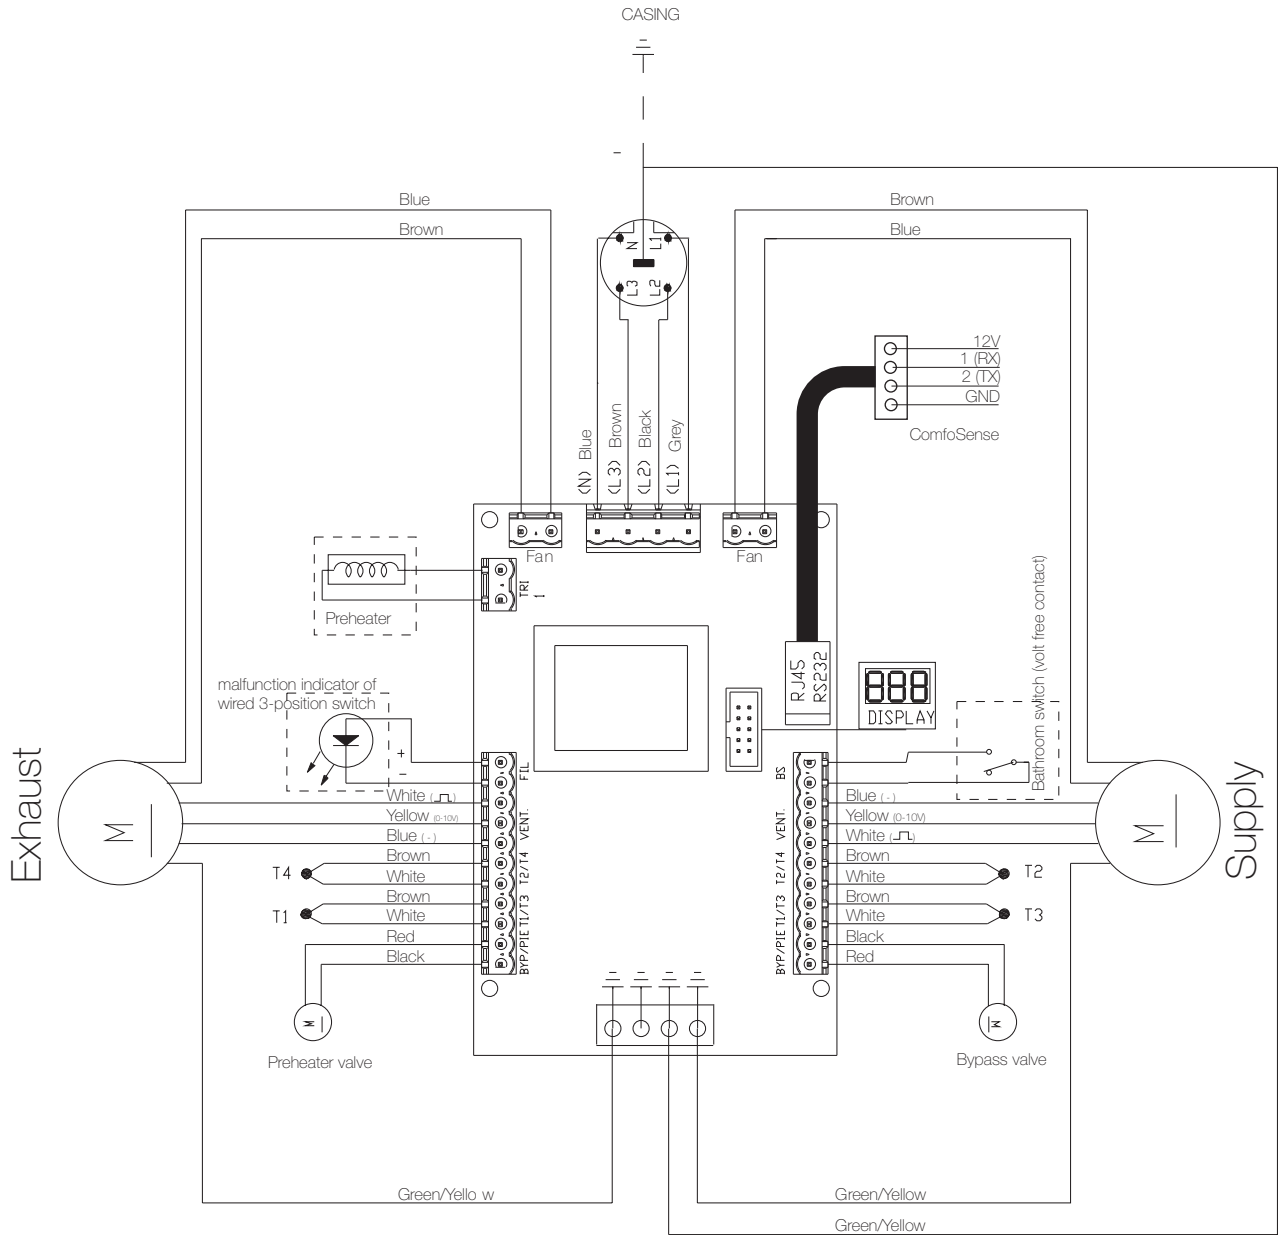 CASING
Blue
Brown
Brown
Blue
N
L1
L3
L2
12V
1 (RX)
2 (TX)
GND
ComfoSense
(N) Blue
(L3) Brown
(L2) Black
(L1) Grey
Fan
Fan
TRI
1
Preheater
RJ45
RS232
888
DISPLAY
Bathroom switch (volt free contact)
malfunction indicator of
wired 3-position switch
+
-
FIL
BS
Exhaust
M
White
Yellow (0-10V)
Blue ( - )
Brown
White
Brown
White
Red
Black
T4
T1
VENT.
T2/T4
T1/T3
BYP/PIE
VENT.
T2/T4
T1/T3
BYP/PIE
Blue ( - )
Yellow (0-10V)
White
Brown
White
Brown
White
Black
Red
T2
T3
M
Supply
M
Preheater valve
M
Bypass valve
Green/Yello w
Green/Yellow
Green/Yellow